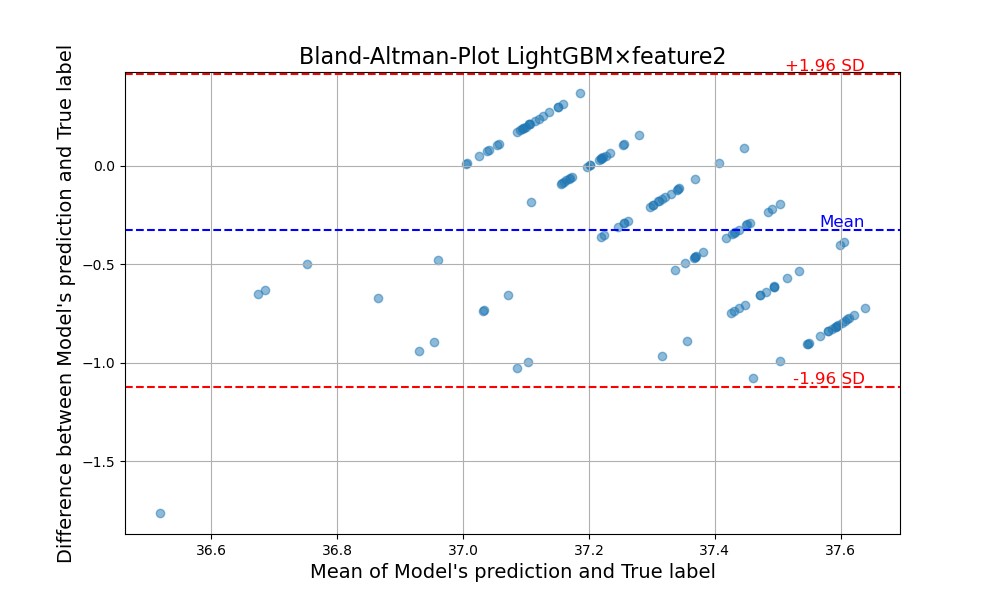 Bland-Altman-Plot LightGBM×feature2
Difference between Model's prediction and True label
+1.96 SD
Mean
-1.96 SD
0.0
−0.5
−1.0
−1.5
36.6
36.8
37.0
37.2
37.4
37.6
Mean of Model's prediction and True label